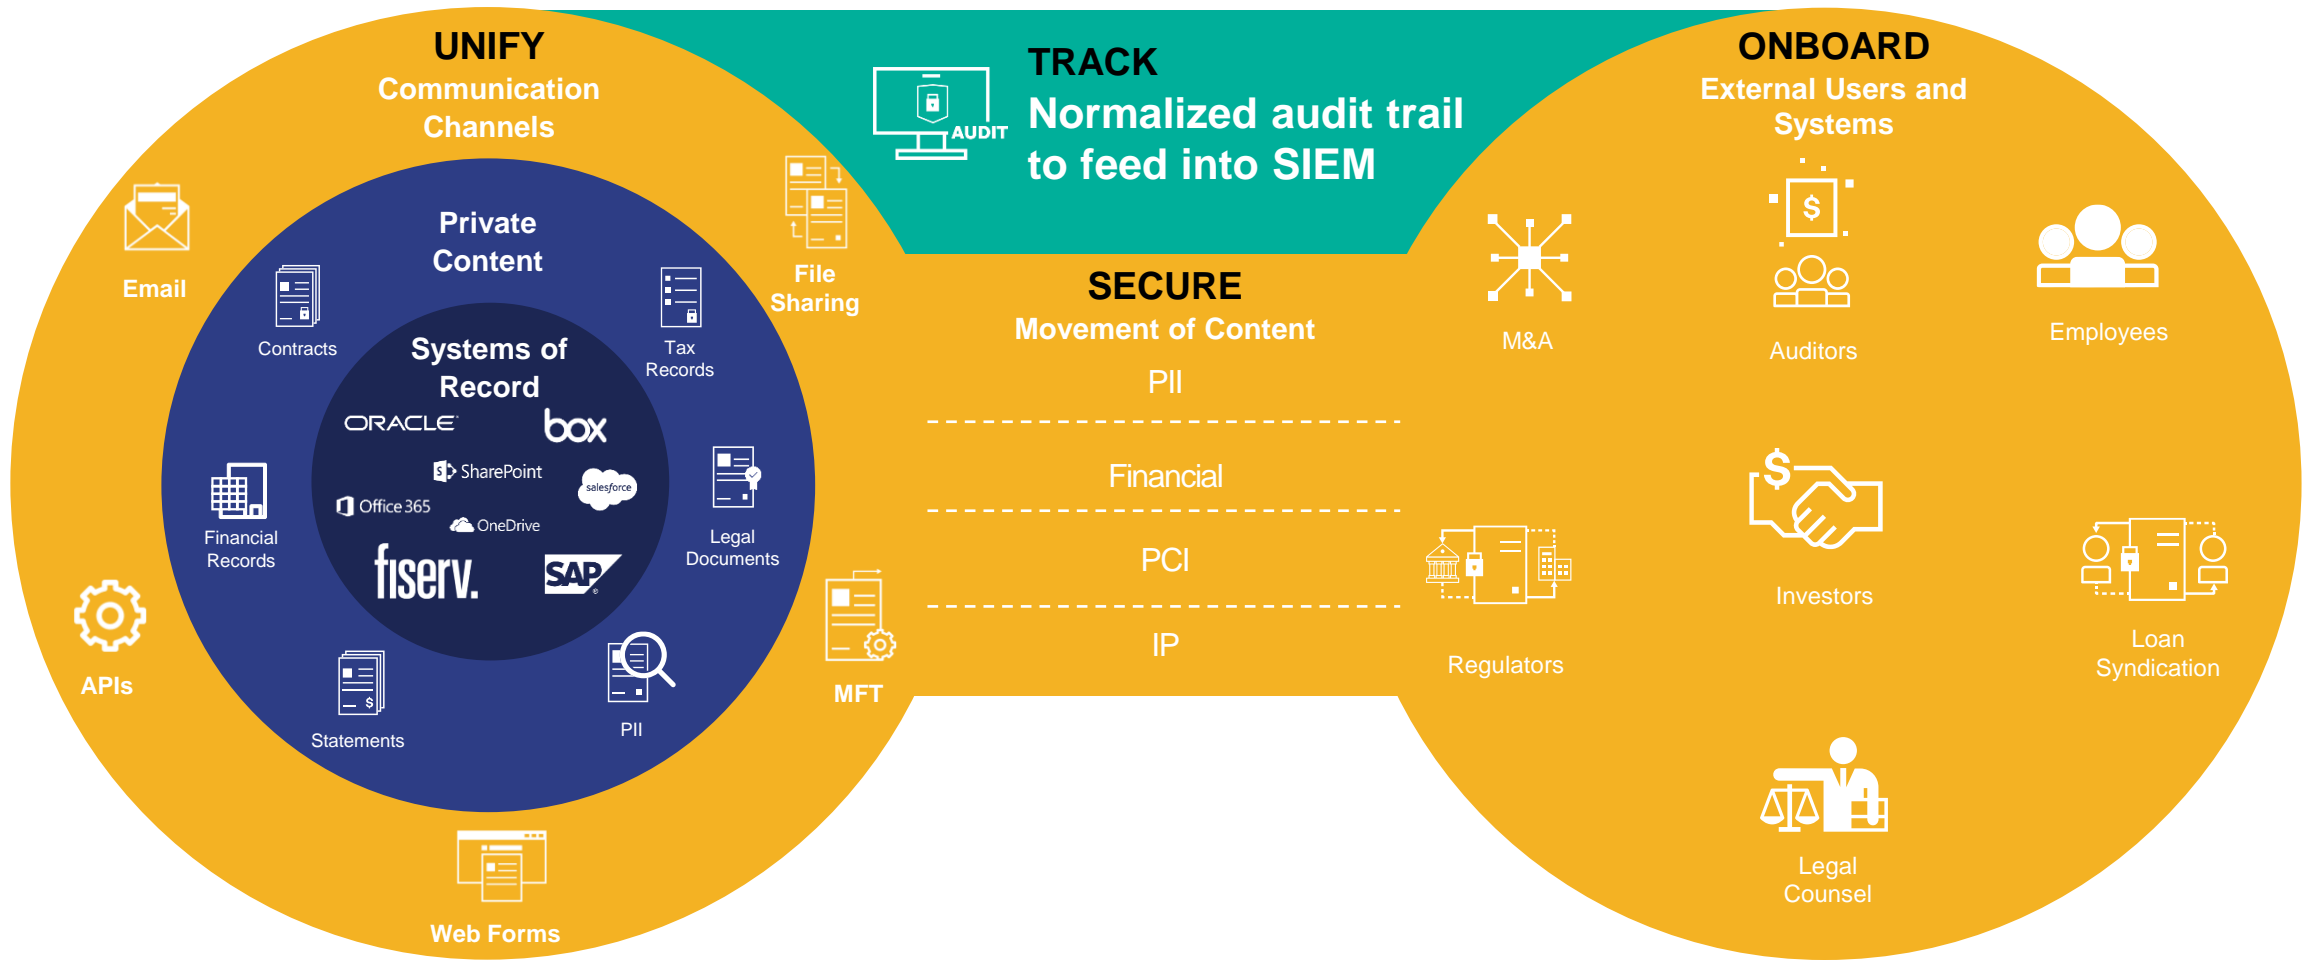 UNIFY
Communication
Channels
Email
File
Sharing
APIs
MFT
Web Forms
Private
Content
Contracts
Tax
Records
Financial
Records
Legal
Documents
Statements
PII
Systems of
Record
ORACLE
box
SharePoint
salesforce
Office 365
OneDrive
fiserv.
SAP
TRACK
Normalized audit trail
to feed into SIEM
AUDIT
SECURE
Movement of Content
PII
Financial
PCI
IP
ONBOARD
External Users and
Systems
$
M&A
Auditors
Employees
$
Regulators
Investors
Loan
Syndication
Legal
Counsel